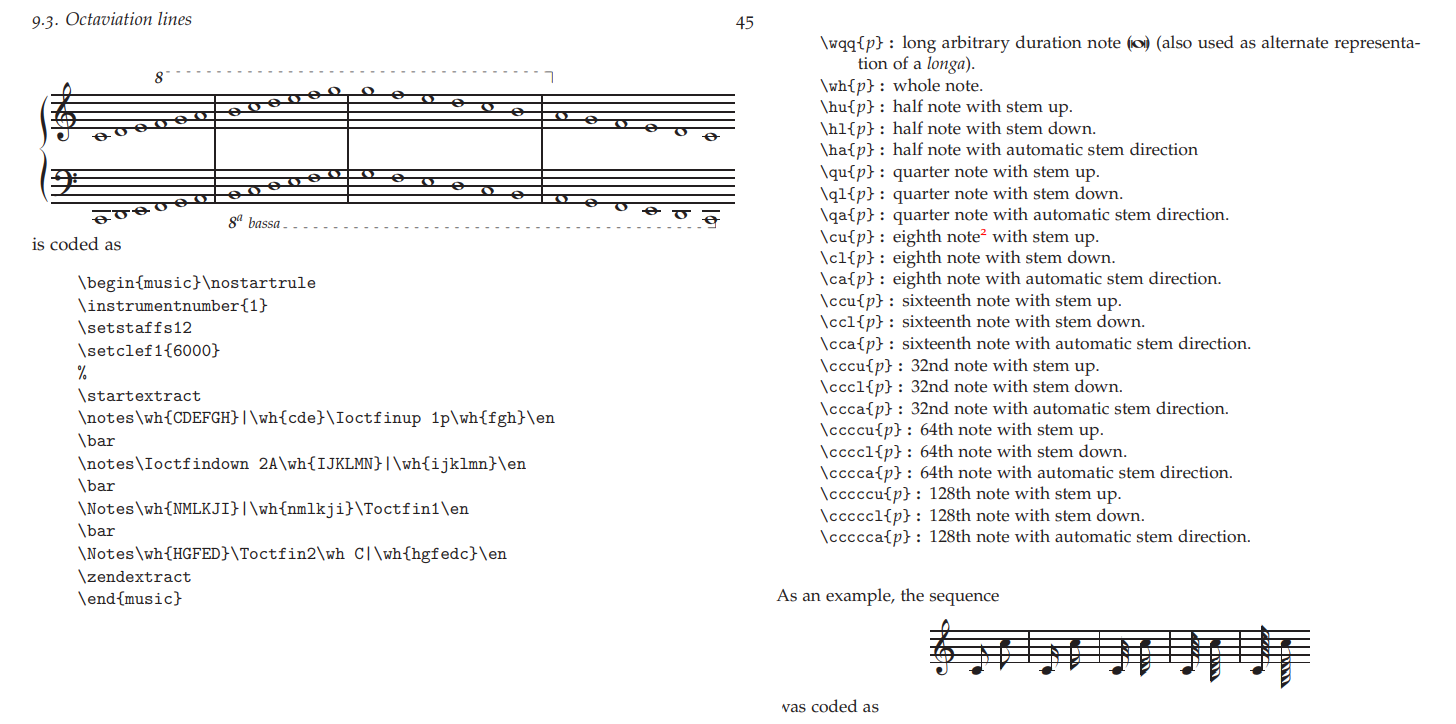 9.3. Octaviation lines 45
8
8a bassa
is coded as
\begin{music}\nostartrule
\instrumentnumber{1}
\setstaffs12
\setclef1{6000}
%
\startextract
\notes\wh{CDEFGH}|\wh{cde}\Ioctfinup 1p\wh{fgh}\en
\bar
\notes\Ioctfindown 2A\wh{IJKLMN}|\wh{ijklmn}\en
\bar
\Notes\wh{NMLKJI}|\wh{nmlkji}\Toctfin1\en
\bar
\Notes\wh{HGFED}\Toctfin2\wh C|\wh{hgfedc}\en
\zendextract
\end{music}
\wqq{p} : long arbitrary duration note () (also used as alternate representa-
tion of a longa).
\wh{p} : whole note.
\hu{p} : half note with stem up.
\hl{p} : half note with stem down.
\ha{p} : half note with automatic stem direction
\qu{p} : quarter note with stem up.
\ql{p} : quarter note with stem down.
\qa{p} : quarter note with automatic stem direction.
\cu{p} : eighth note2 with stem up.
\cl{p} : eighth note with stem down.
\ca{p} : eighth note with automatic stem direction.
\ccu{p} : sixteenth note with stem up.
\ccl{p} : sixteenth note with stem down.
\cca{p} : sixteenth note with automatic stem direction.
\cccu{p} : 32nd note with stem up.
\cccl{p} : 32nd note with stem down.
\ccca{p} : 32nd note with automatic stem direction.
\ccccu{p} : 64th note with stem up.
\ccccl{p} : 64th note with stem down.
\cccca{p} : 64th note with automatic stem direction.
\cccccu{p} : 128th note with stem up.
\cccccl{p} : 128th note with stem down.
\ccccca{p} : 128th note with automatic stem direction.
As an example, the sequence
was coded as